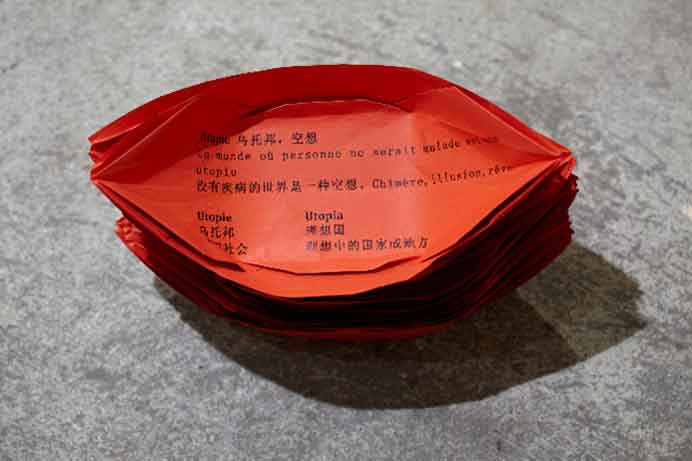 乌托邦，空想
monde où personne ne serait malade serait
utopie
没有疾病的世界是一种空想. Chimère, illusion, rêve
Utopie Utopia
乌托邦 理想国
社会 理想中的国家或地方